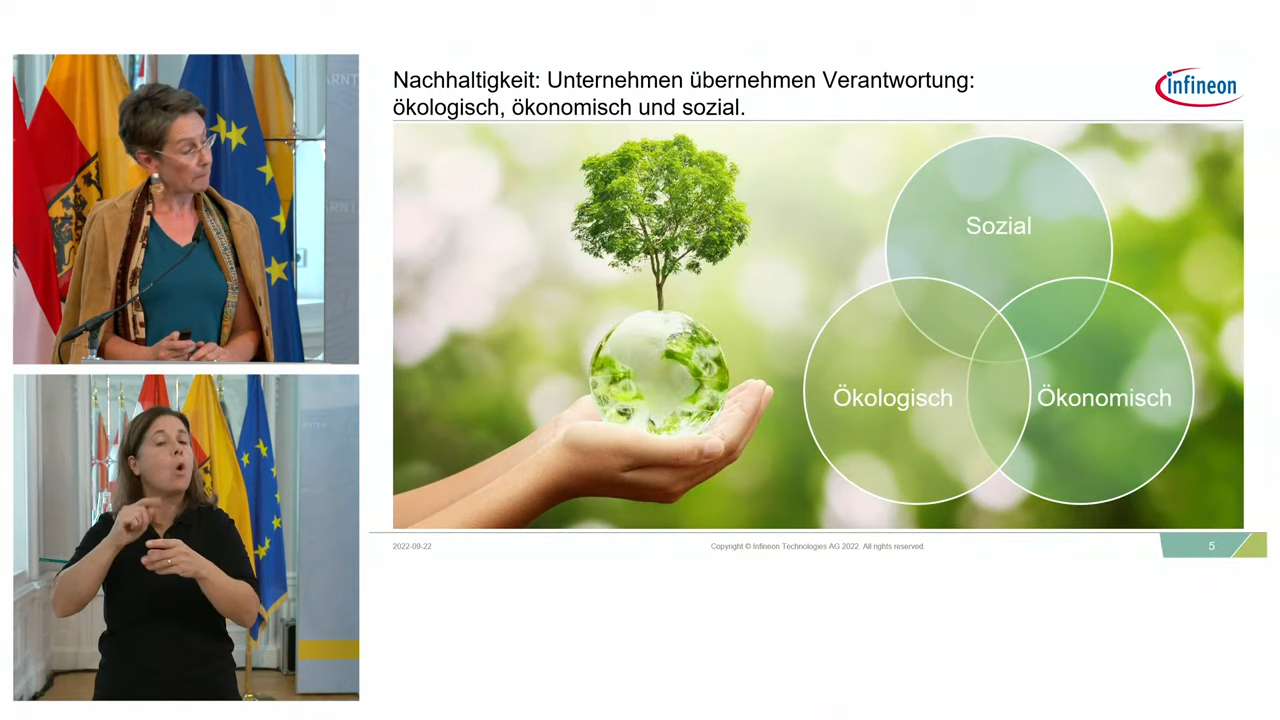 Nachhaltigkeit: Unternehmen übernehmen Verantwortung:
ökologisch, ökonomisch und sozial.
infineon
Sozial
Ökologisch
Ökonomisch
2022-09-22
Copyright © Infineon Technologies AG 2022. All rights reserved.
5